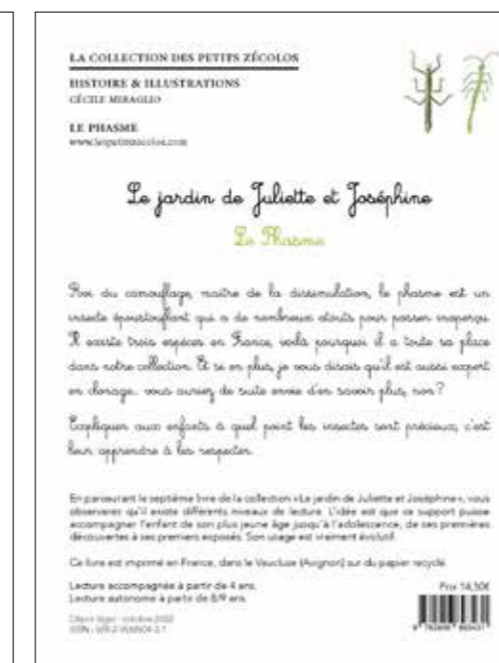 LA COLLECTION DES PETITS ZÉCOLOS
HISTOIRE & ILLUSTRATIONS
CÉCILE MIRAGLIO
LE PHASME
www.lespetitszecolos.com
Le jardin de Juliette et Joséphine
Le Phasme
Roi du camouflage, maître de la dissimulation, le phasme est un
insecte époustouflant qui a de nombreux atouts pour passer inaperçu.
Il existe trois espèces en France, voilà pourquoi il a toute sa place
dans notre collection. Et si en plus, je vous disais qu'il est aussi expert
en clonage... vous auriez de suite envie d'en savoir plus, non ?
Expliquer aux enfants à quel point les insectes sont précieux, c'est
leur apprendre à les respecter.
En parcourant le septième livre de la collection «Le jardin de Juliette et Joséphine», vous
observerez qu'il existe différents niveaux de lecture. L'idée est que ce support puisse
accompagner l'enfant de son plus jeune âge jusqu'à l'adolescence, de ses premières
découvertes à ses premiers exposés. Son usage est vraiment évolutif.
Ce livre est imprimé en France, dans le Vaucluse (Avignon) sur du papier recyclé.
Lecture accompagnée à partir de 4 ans.
Lecture autonome à partir de 8/9 ans.
Prix 14,50€
Dépôt légal : octobre 2022